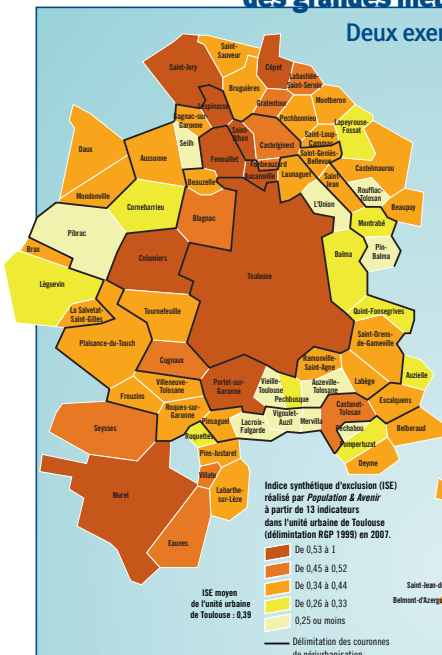 des grandes mét
Deux exer
Saint-Sauveur
Saint-Jory
Cépet
Labastide-
Saint-Sernin
Bruguières
Lespinasse
Gratentour
Montberon
Gagnac-sur-
Garonne
Pechbonnieu
Lapeyrouse-
Fossat
Saint-
Alban
Saint-Loup-
Cammas
Daux
Aussonne
Seilh
Castelginest
Saint-Geniès-
Bellevue
Fenouillet
Fonbeauzard
Launaguet
Saint-
Jean
Castelmaurou
Aucamville
Mondonville
Beauzelle
Rouffiac-
Tolosan
Cornebarrieu
L'Union
Beaupuy
Blagnac
Montrabé
Pibrac
Balma
Pin-
Balma
Brax
Colomiers
Toulouse
Lèguevin
Quint-Fonsegrives
La Salvetat-
Saint-Gilles
Tournefeuille
Saint-Orens-
de-Gameville
Plaisance-du-Touch
Cugnaux
Ramonville-
Saint-Agne
Auzielle
Villeneuve-
Tolosane
Portet-sur-
Garonne
Vieille-
Toulouse
Auzeville-
Tolosane
Labège
Frouzins
Pechbusque
Escalquens
Roques-sur-
Garonne
Vigoulet-
Auzil
Castanet-
Tolosan
Pinsaguel
Lacroix-
Falgarde
Mervilla
Belberaud
Seysses
Roquettes
Péchabou
Pompertuzat
Pins-Justaret
Deyme
Villate
Muret
Labarthe-
sur-Lèze
Eaunes
Indice synthétique d'exclusion (ISE)
réalisé par Population & Avenir
à partir de 13 indicateurs
dans l'unité urbaine de Toulouse
(délimitation RGP 1999) en 2007.
De 0,53 à 1
De 0,45 à 0,52
De 0,34 à 0,44
De 0,26 à 0,33
0,25 ou moins
Délimitation des couronnes
de périurbanisation
ISE moyen
de l'unité urbaine
de Toulouse : 0,39
Saint-Jean-d
Belmont-d'Azergu